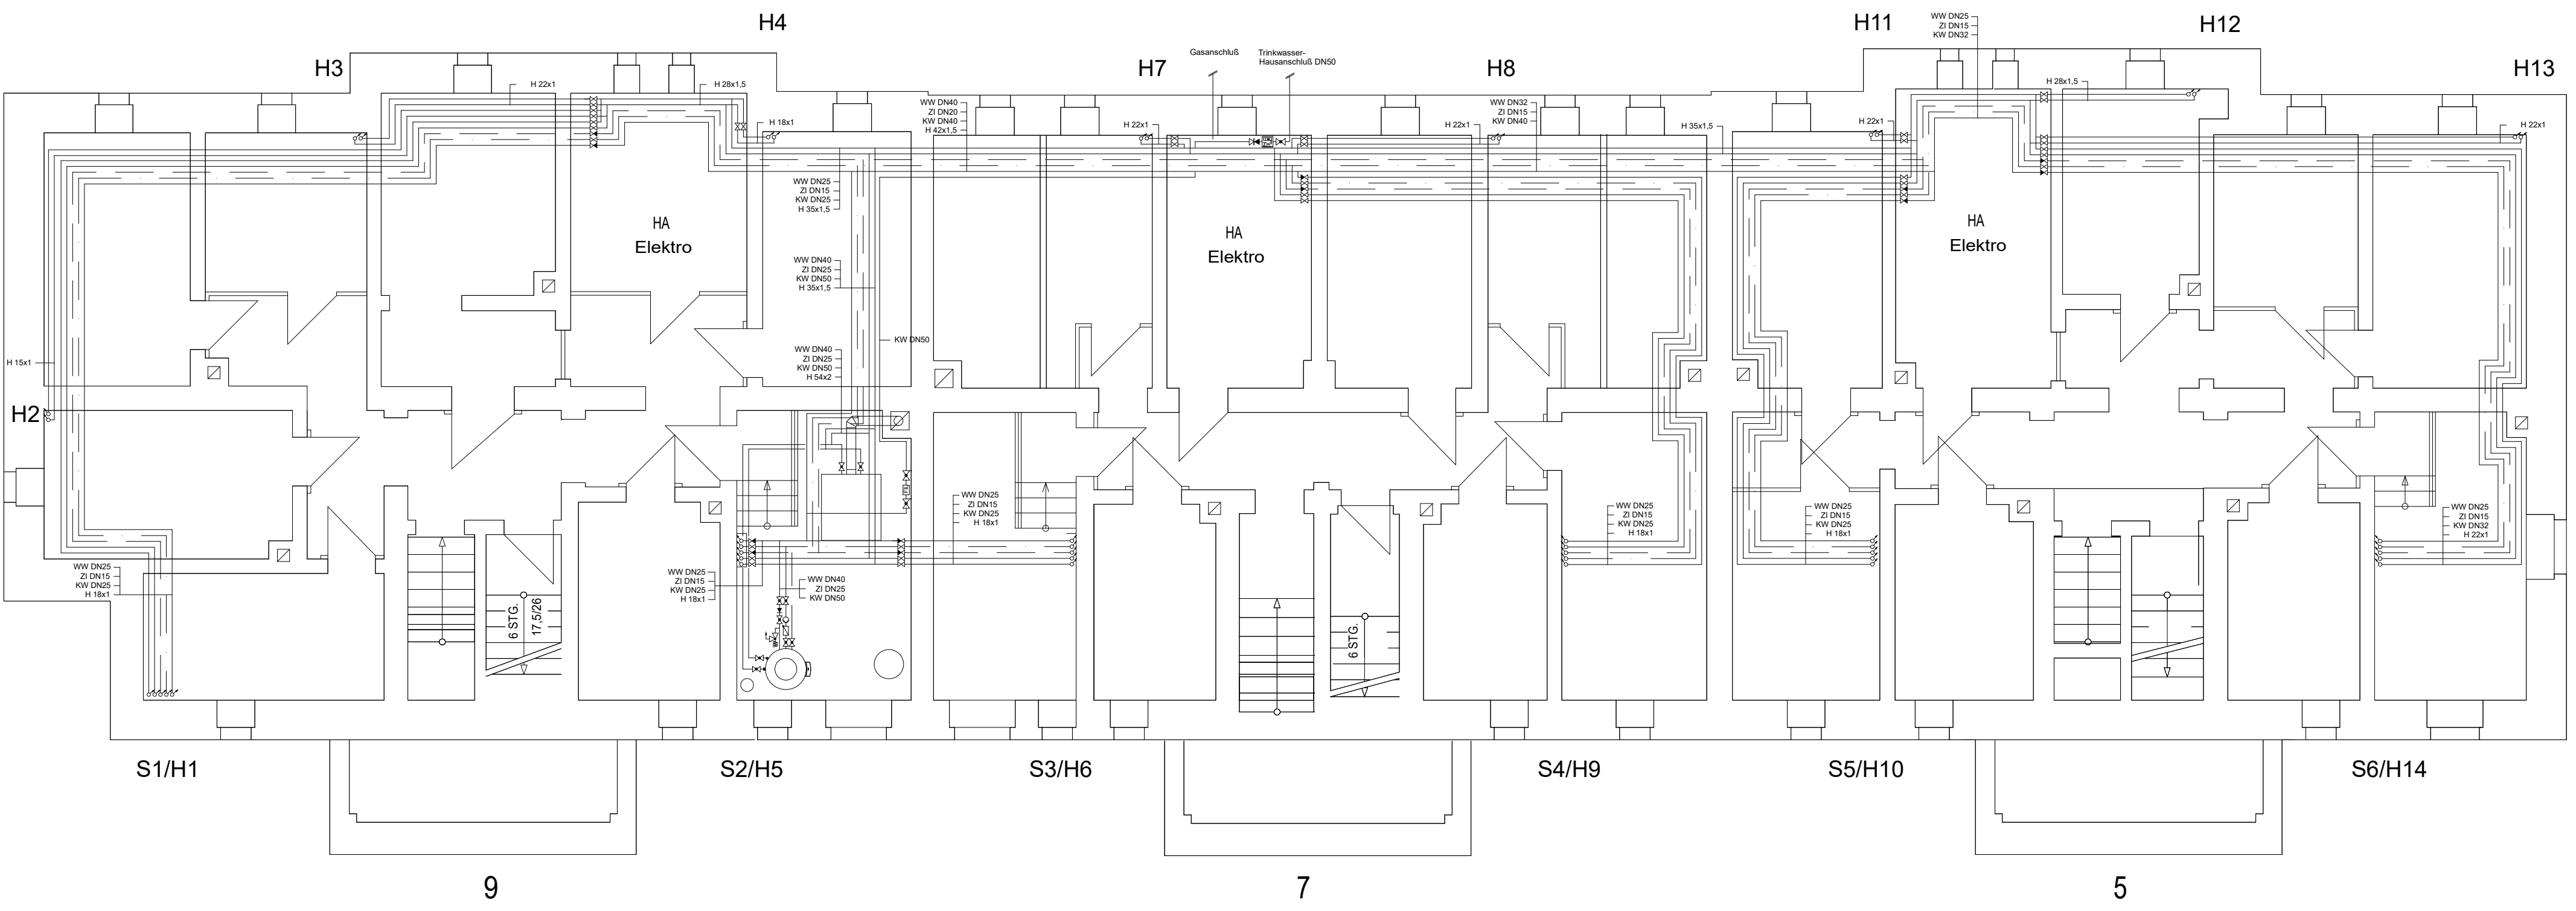 H4
H11
WW DN25
ZI DN15
KW DN32
H12
H3
H7
Gasanschluß
Trinkwasser-
Hausanschluß DN50
H8
H13
H 22x1
H 28x1,5
H 28x1,5
WW DN40
ZI DN20
KW DN40
H 42x1,5
WW DN32
ZI DN15
KW DN40
H 18x1
H 22x1
H 22x1
H 35x1,5
H 22x1
H 22x1
WW DN25
ZI DN15
KW DN25
H 35x1,5
HA
Elektro
HA
Elektro
HA
Elektro
WW DN40
ZI DN25
KW DN50
H 35x1,5
KW DN50
WW DN40
ZI DN25
KW DN50
H 54x2
H 15x1
H2
WW DN25
ZI DN15
KW DN25
H 18x1
WW DN25
ZI DN15
KW DN25
H 18x1
WW DN25
ZI DN15
KW DN25
H 18x1
WW DN25
ZI DN15
KW DN32
H 22x1
WW DN25
ZI DN15
KW DN25
H 18x1
WW DN25
ZI DN15
KW DN25
H 18x1
WW DN40
ZI DN25
KW DN50
6 STG.
17,5/26
6 STG.
S1/H1
S2/H5
S3/H6
S4/H9
S5/H10
S6/H14
9
7
5